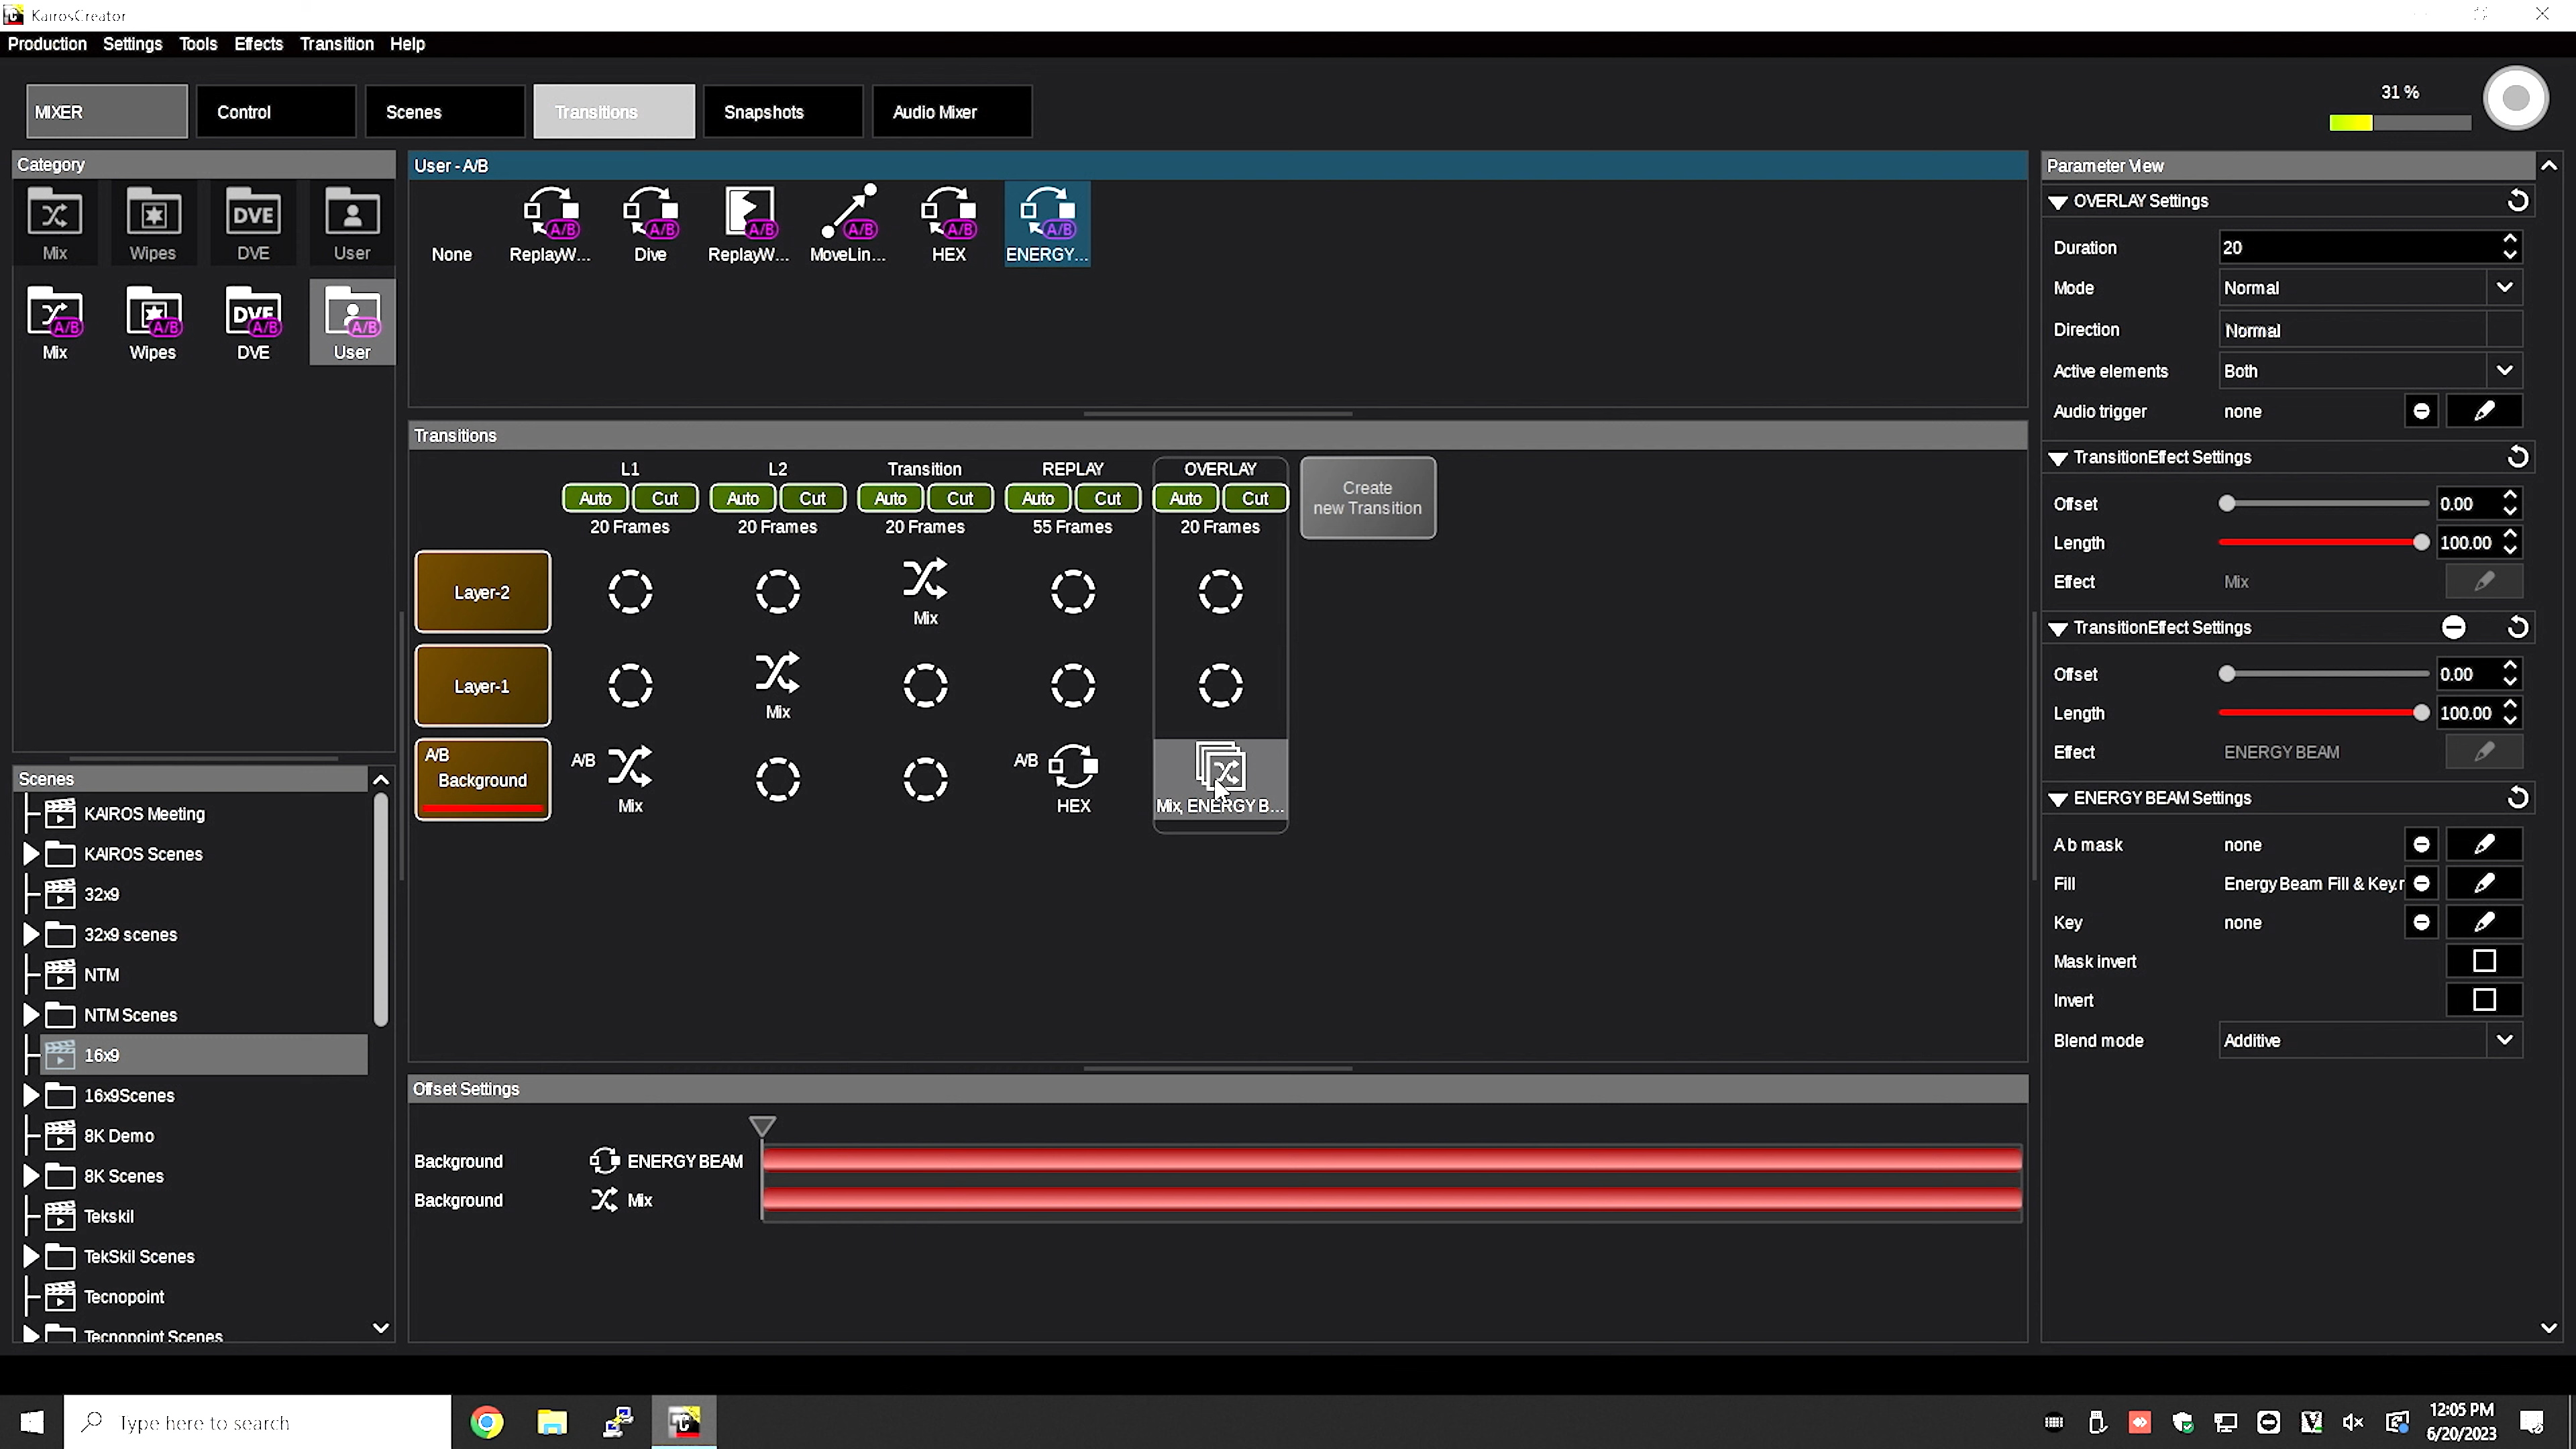 KairosCreator
Production Settings Tools Effects Transition Help
MIXER Control Scenes Transitions Snapshots Audio Mixer
31 %
Category
Mix Wipes DVE User
DVE
A/B A/B DVE A/B A/B
Mix Wipes DVE User
User - A/B
A/B A/B A/B A/B A/B A/B
None ReplayW... Dive ReplayW... MoveLin... HEX ENERGY...
Transitions
L1 L2 Transition REPLAY OVERLAY
Auto Cut Auto Cut Auto Cut Auto Cut Auto Cut
20 Frames 20 Frames 20 Frames 55 Frames 20 Frames
Create
new Transition
Layer-2
Mix
Layer-1
Mix
A/B
Background
A/B
Mix
A/B
HEX
Mix, ENERGY B...
Scenes
KAIROS Meeting
KAIROS Scenes
32x9
32x9 scenes
NTM
NTM Scenes
16x9
16x9Scenes
8K Demo
8K Scenes
Tekskil
TekSkil Scenes
Tecnopoint
Tecnopoint Scenes
Offset Settings
Background ENERGY BEAM
Background Mix
Parameter View
OVERLAY Settings
Duration 20
Mode Normal
Direction Normal
Active elements Both
Audio trigger none
TransitionEffect Settings
Offset 0.00
Length 100.00
Effect Mix
TransitionEffect Settings
Offset 0.00
Length 100.00
Effect ENERGY BEAM
ENERGY BEAM Settings
A b mask none
Fill Energy Beam Fill & Key.r
Key none
Mask invert
Invert
Blend mode Additive
Type here to search
12:05 PM
6/20/2023